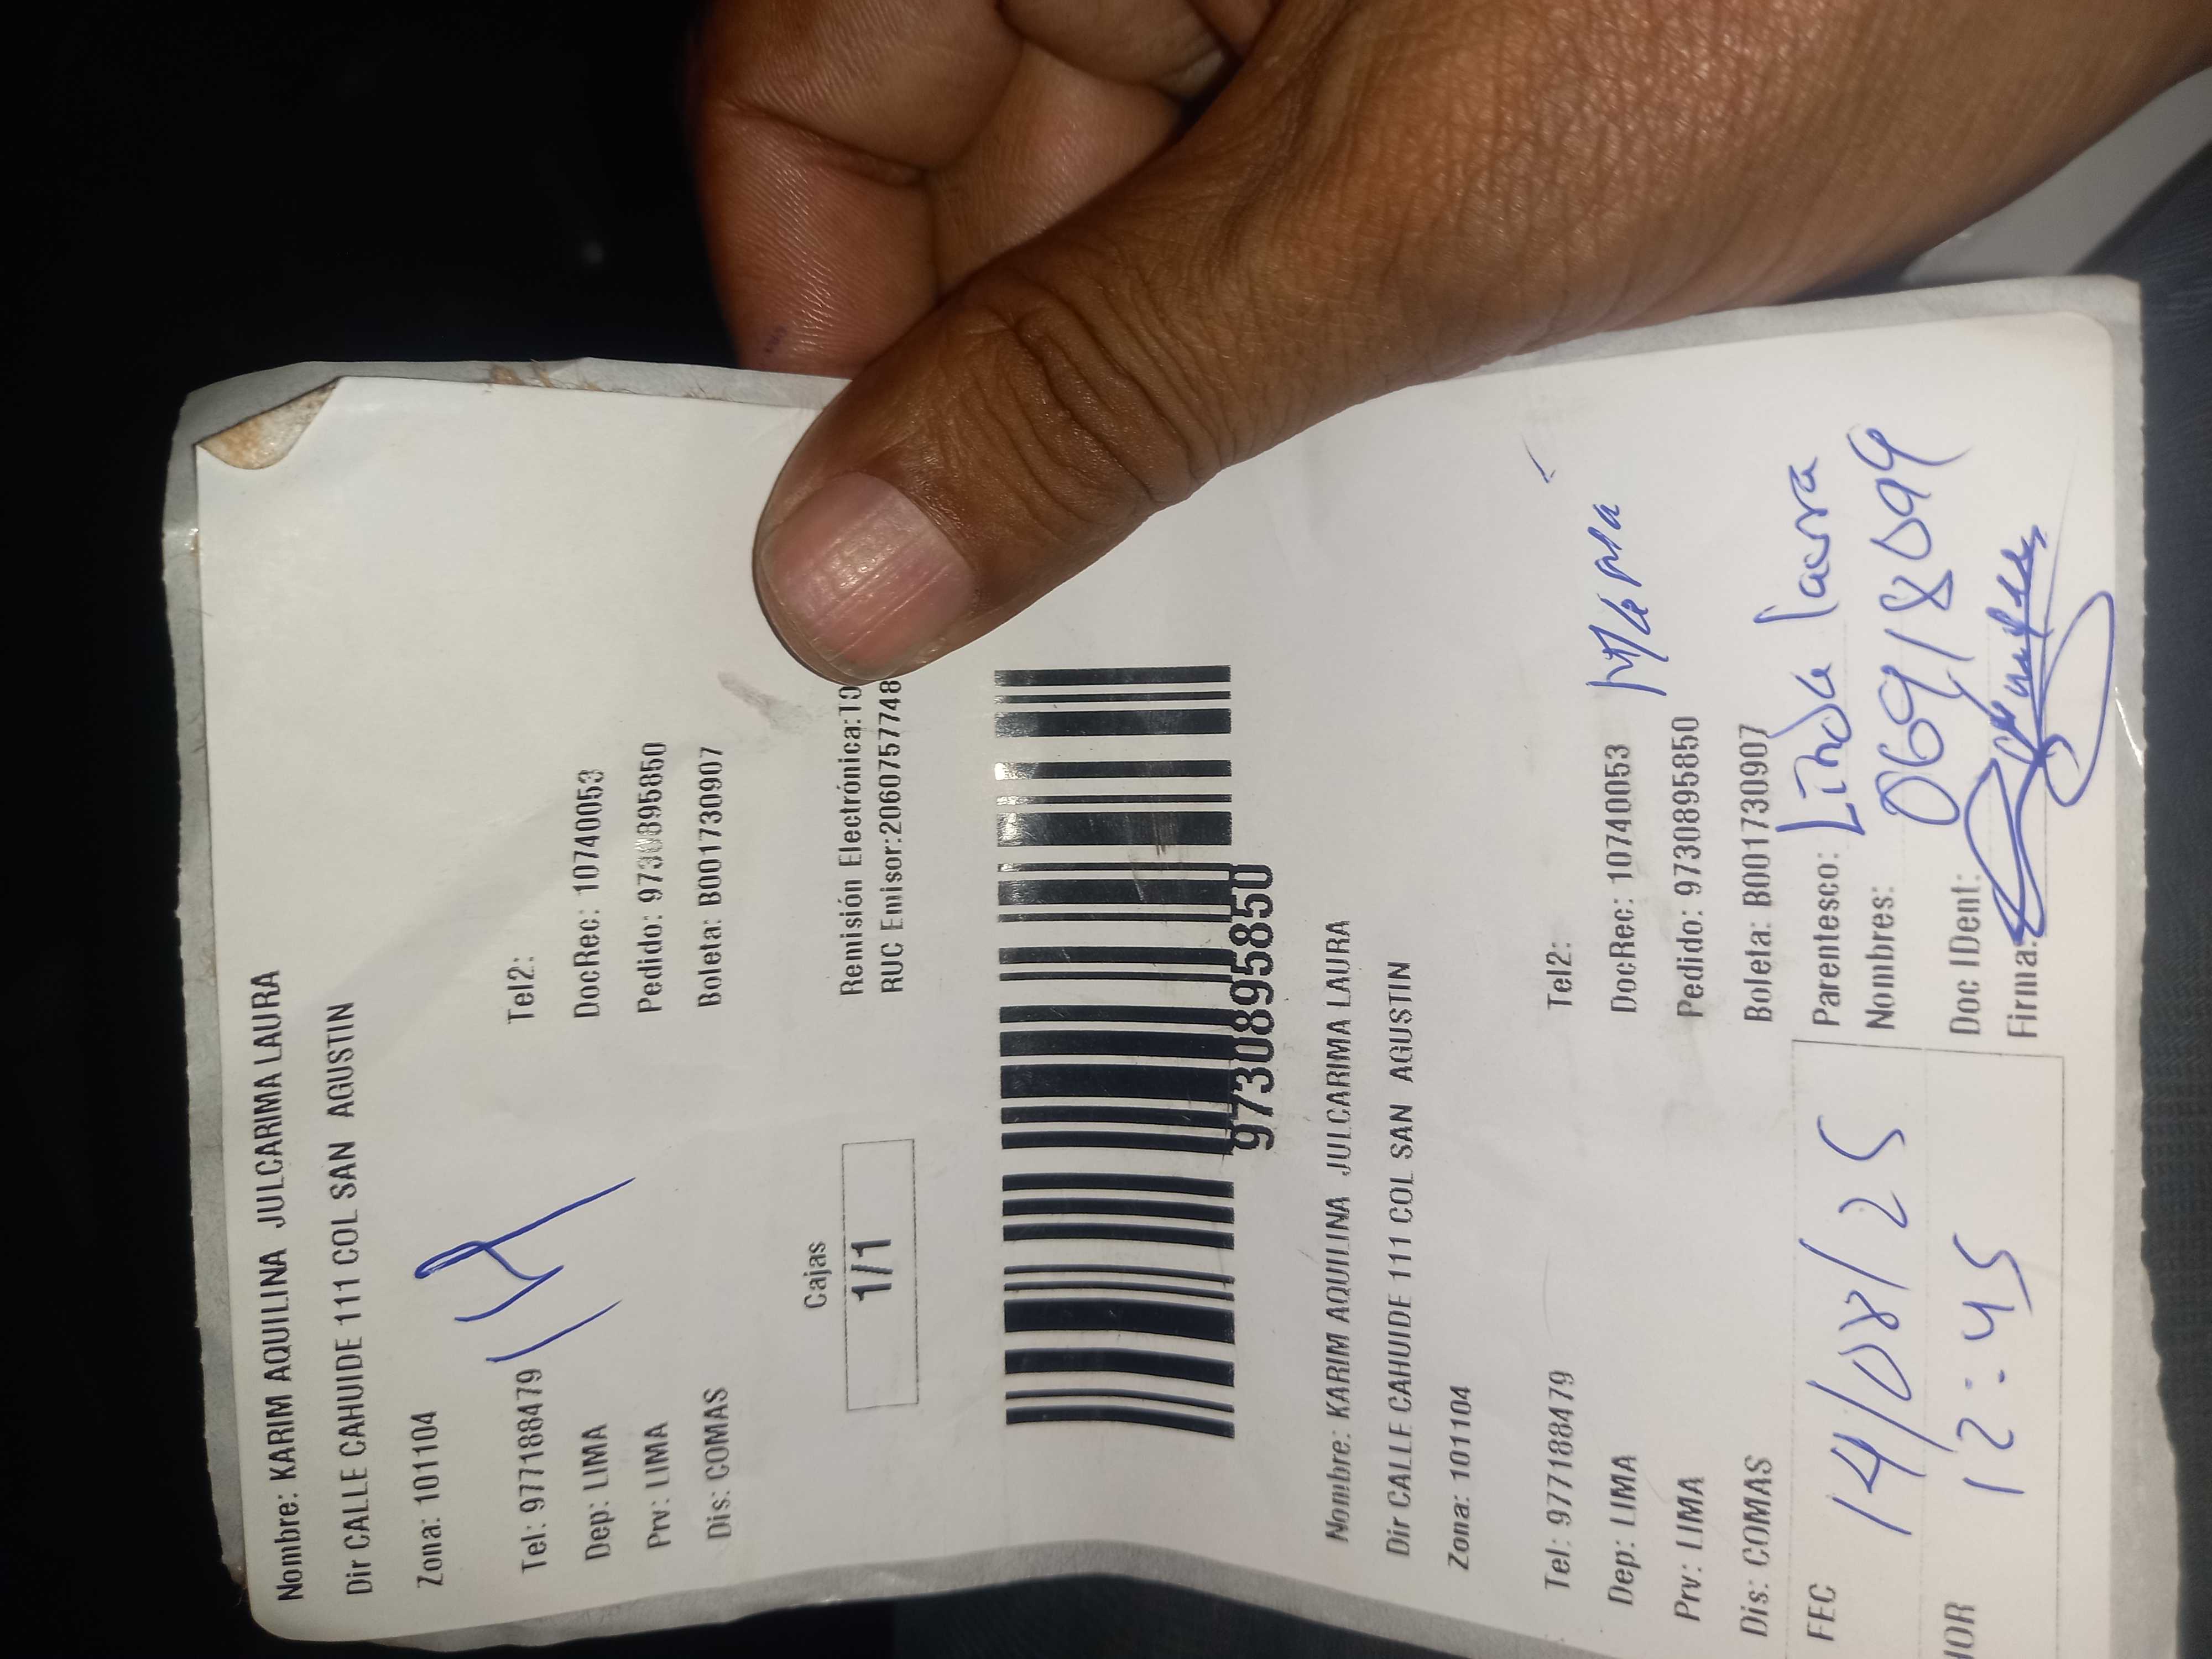 Nombre: KARIM AQUILINA JULCARIMA LAURA
Dir CALLE CAHUIDE 111 COL SAN AGUSTIN
Zona: 101104
Tel: 977188479 Tel2:
Dep: LIMA DocRec: 10740053
Prv: LIMA Pedido: 9730895850
Dis: COMAS Boleta: B001730907
Cajas
1/1
Remisión Electrónica:T0
RUC Emisor:20607577748
9730895850
Nombre: KARIM AQUILINA JULCARIMA LAURA
Dir CALLE CAHUIDE 111 COL SAN AGUSTIN
Zona: 101104
Tel: 977188479 Tel2:
Dep: LIMA DocRec: 10740053
Prv: LIMA Pedido: 9730895850
Dis: COMAS Boleta: B001730907
FEC 14/08/25
HOR 12:45
Parentesco:
Nombres: Linda laura
Doc IDent: 06918099
Firma: